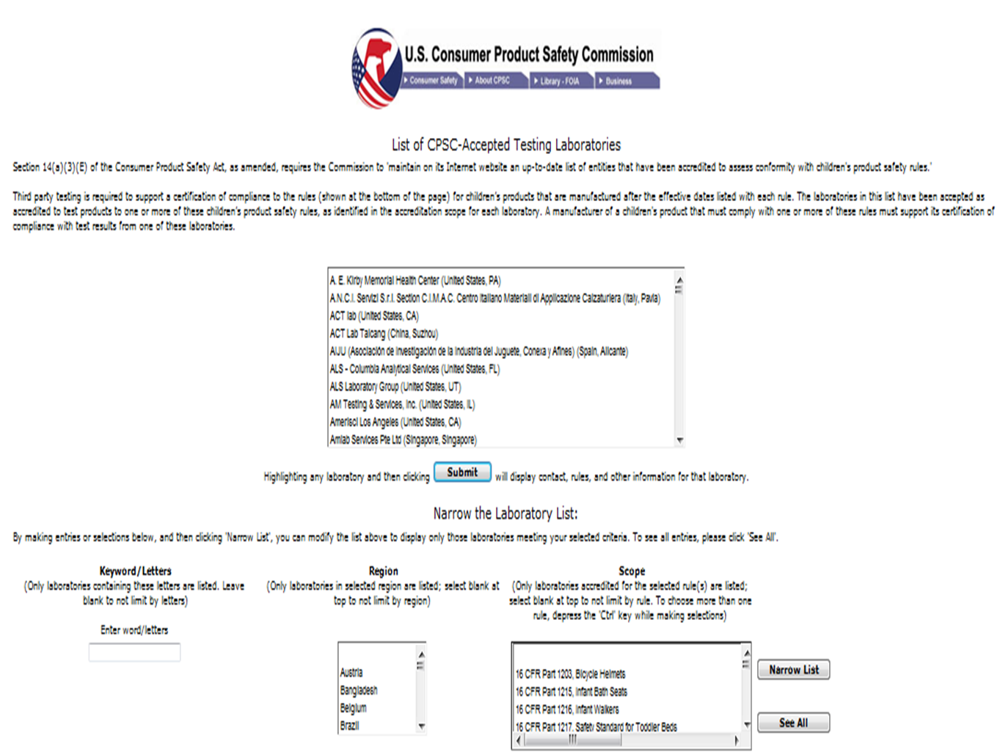 U.S. Consumer Product Safety Commission
Consumer Safety About CPSC Library - FOIA Business
List of CPSC-Accepted Testing Laboratories
Section 14(a)(3)(E) of the Consumer Product Safety Act, as amended, requires the Commission to 'maintain on its Internet website an up-to-date list of entities that have been accredited to assess conformity with children's product safety rules.'
Third party testing is required to support a certification of compliance to the rules (shown at the bottom of the page) for children's products that are manufactured after the effective dates listed with each rule. The laboratories in this list have been accepted as
accredited to test products to one or more of these children's product safety rules, as identified in the accreditation scope for each laboratory. A manufacturer of a children's product that must comply with one or more of these rules must support its certification of
compliance with test results from one of these laboratories.
A. E. Kirby Memorial Health Center (United States, PA)
A.N.C.I. Servizi S.r.l. Section C.I.M.A.C. Centro Italiano Materiali di Applicazione Calzaturiera (Italy, Pavia)
ACT lab (United States, CA)
ACT Lab Taicang (China, Suzhou)
AIJU (Asociación de Investigación de la Industria del Juguete, Conexa y Afines) (Spain, Alicante)
ALS - Columbia Analytical Services (United States, FL)
ALS Laboratory Group (United States, UT)
AM Testing & Services, Inc. (United States, IL)
Amerisci Los Angeles (United States, CA)
Amlab Services Pte Ltd (Singapore, Singapore)
Highlighting any laboratory and then clicking Submit will display contact, rules, and other information for that laboratory.
Narrow the Laboratory List:
By making entries or selections below, and then clicking 'Narrow List', you can modify the list above to display only those laboratories meeting your selected criteria. To see all entries, please click 'See All'.
Keyword/Letters
(Only laboratories containing these letters are listed. Leave
blank to not limit by letters)
Enter word/letters
Region
(Only laboratories in selected region are listed; select blank at
top to not limit by region)
Austria
Bangladesh
Belgium
Brazil
Scope
(Only laboratories accredited for the selected rule(s) are listed;
select blank at top to not limit by rule. To choose more than one
rule, depress the 'Ctrl' key while making selections)
16 CFR Part 1203, Bicycle Helmets
16 CFR Part 1215, Infant Bath Seats
16 CFR Part 1216, Infant Walkers
16 CFR Part 1217, Safety Standard for Toddler Beds
Narrow List
See All